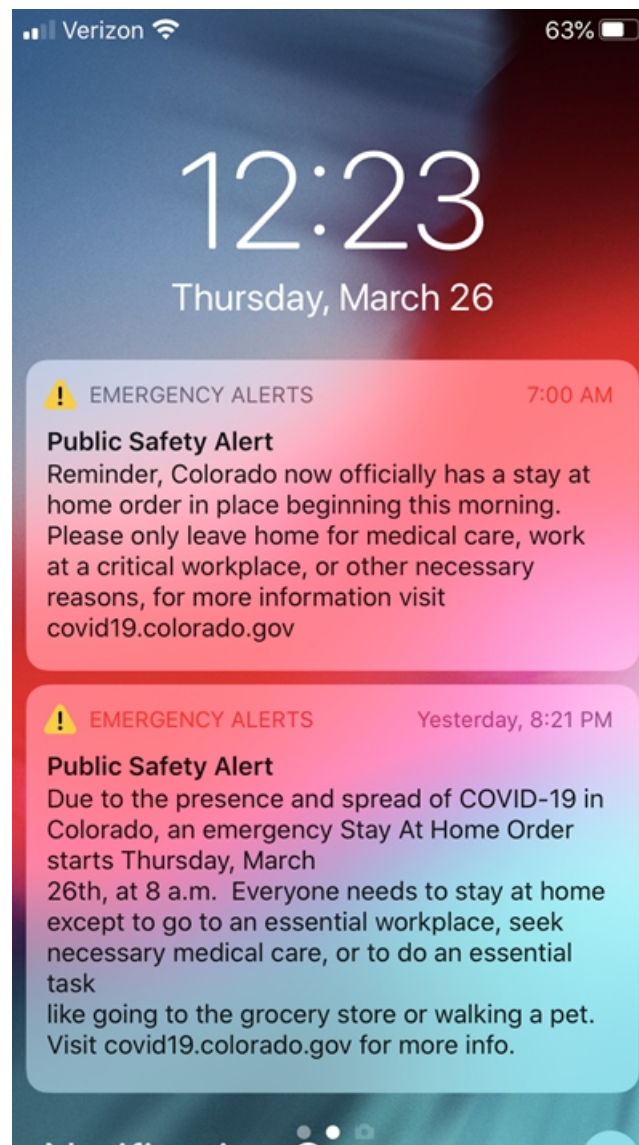 Verizon 63%
12:23
Thursday, March 26
EMERGENCY ALERTS 7:00 AM
Public Safety Alert
Reminder, Colorado now officially has a stay at
home order in place beginning this morning.
Please only leave home for medical care, work
at a critical workplace, or other necessary
reasons, for more information visit
covid19.colorado.gov
EMERGENCY ALERTS Yesterday, 8:21 PM
Public Safety Alert
Due to the presence and spread of COVID-19 in
Colorado, an emergency Stay At Home Order
starts Thursday, March
26th, at 8 a.m.  Everyone needs to stay at home
except to go to an essential workplace, seek
necessary medical care, or to do an essential
task
like going to the grocery store or walking a pet.
Visit covid19.colorado.gov for more info.